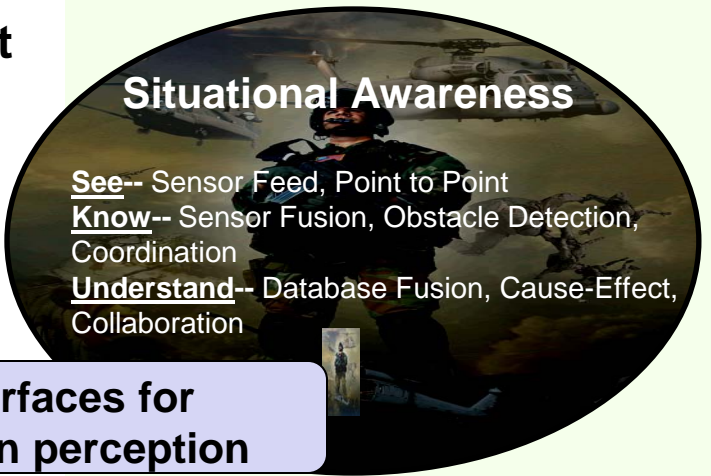 t
Situational Awareness
See-- Sensor Feed, Point to Point
Know-- Sensor Fusion, Obstacle Detection,
Coordination
Understand-- Database Fusion, Cause-Effect,
Collaboration
rfaces for
n perception